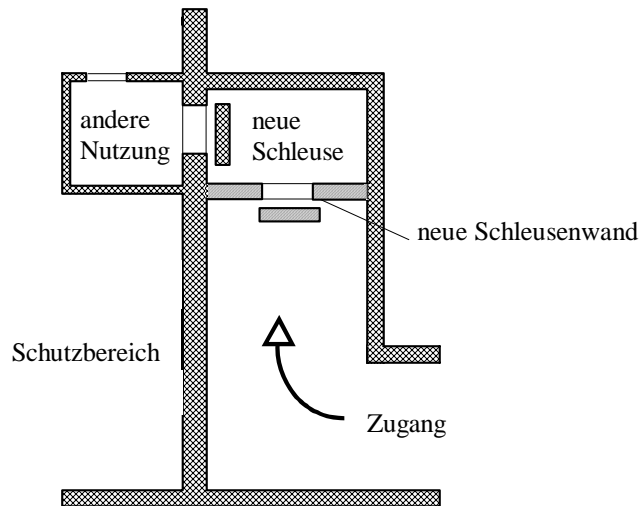 andere
Nutzung
neue
Schleuse
neue Schleusenwand
Schutzbereich
Zugang